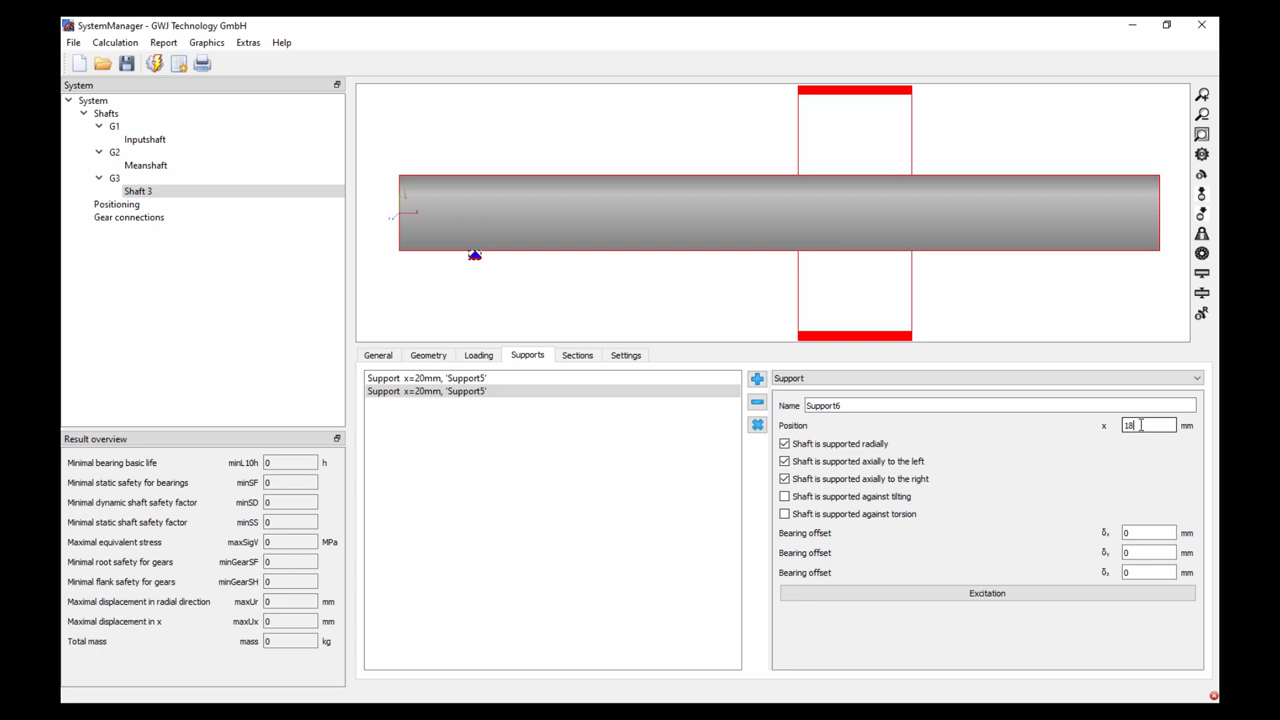 SystemManager - GWJ Technology GmbH
File Calculation Report Graphics Extras Help
System
System
Shafts
G1
Inputshaft
G2
Meanshaft
G3
Shaft 3
Positioning
Gear connections
General Geometry Loading Supports Sections Settings
Support x=20mm, 'Support5'
Support x=20mm, 'Support5'
Support
Name Support6
Position x 18 mm
Shaft is supported radially
Shaft is supported axially to the left
Shaft is supported axially to the right
Shaft is supported against tilting
Shaft is supported against torsion
Bearing offset δx 0 mm
Bearing offset δy 0 mm
Bearing offset δz 0 mm
Excitation
Result overview
Minimal bearing basic life minL10h 0 h
Minimal static safety for bearings minSF 0
Minimal dynamic shaft safety factor minSD 0
Minimal static shaft safety factor minSS 0
Maximal equivalent stress maxSigV 0 MPa
Minimal root safety for gears minGearSF 0
Minimal flank safety for gears minGearSH 0
Maximal displacement in radial direction maxUr 0 mm
Maximal displacement in x maxUx 0 mm
Total mass mass 0 kg